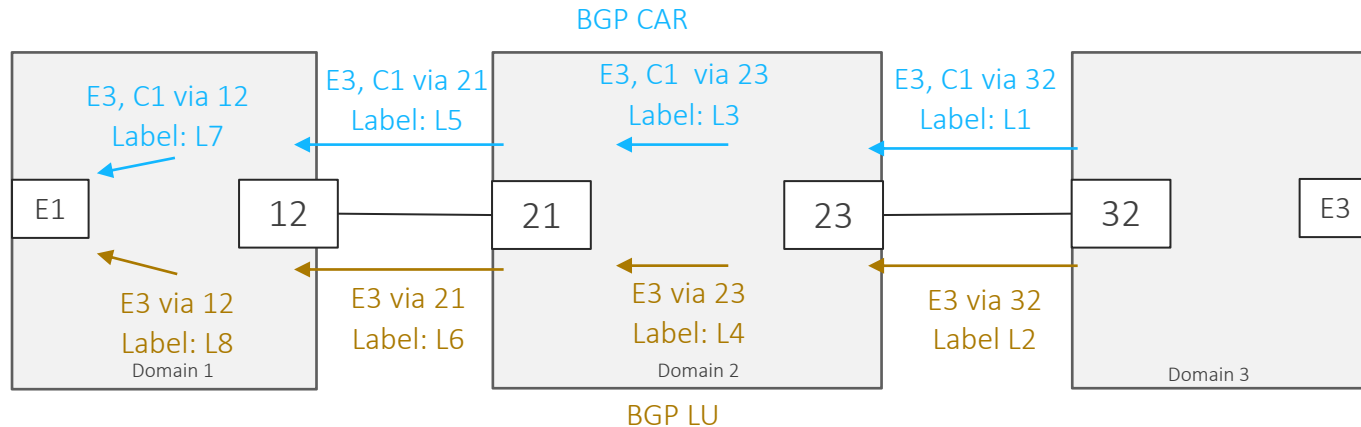 BGP CAR
E3, C1 via 12
Label: L7
E3, C1 via 21
Label: L5
E3, C1 via 23
Label: L3
E3, C1 via 32
Label: L1
E1
12
21
23
32
E3
E3 via 12
Label: L8
E3 via 21
Label: L6
E3 via 23
Label: L4
E3 via 32
Label L2
Domain 1
Domain 2
Domain 3
BGP LU